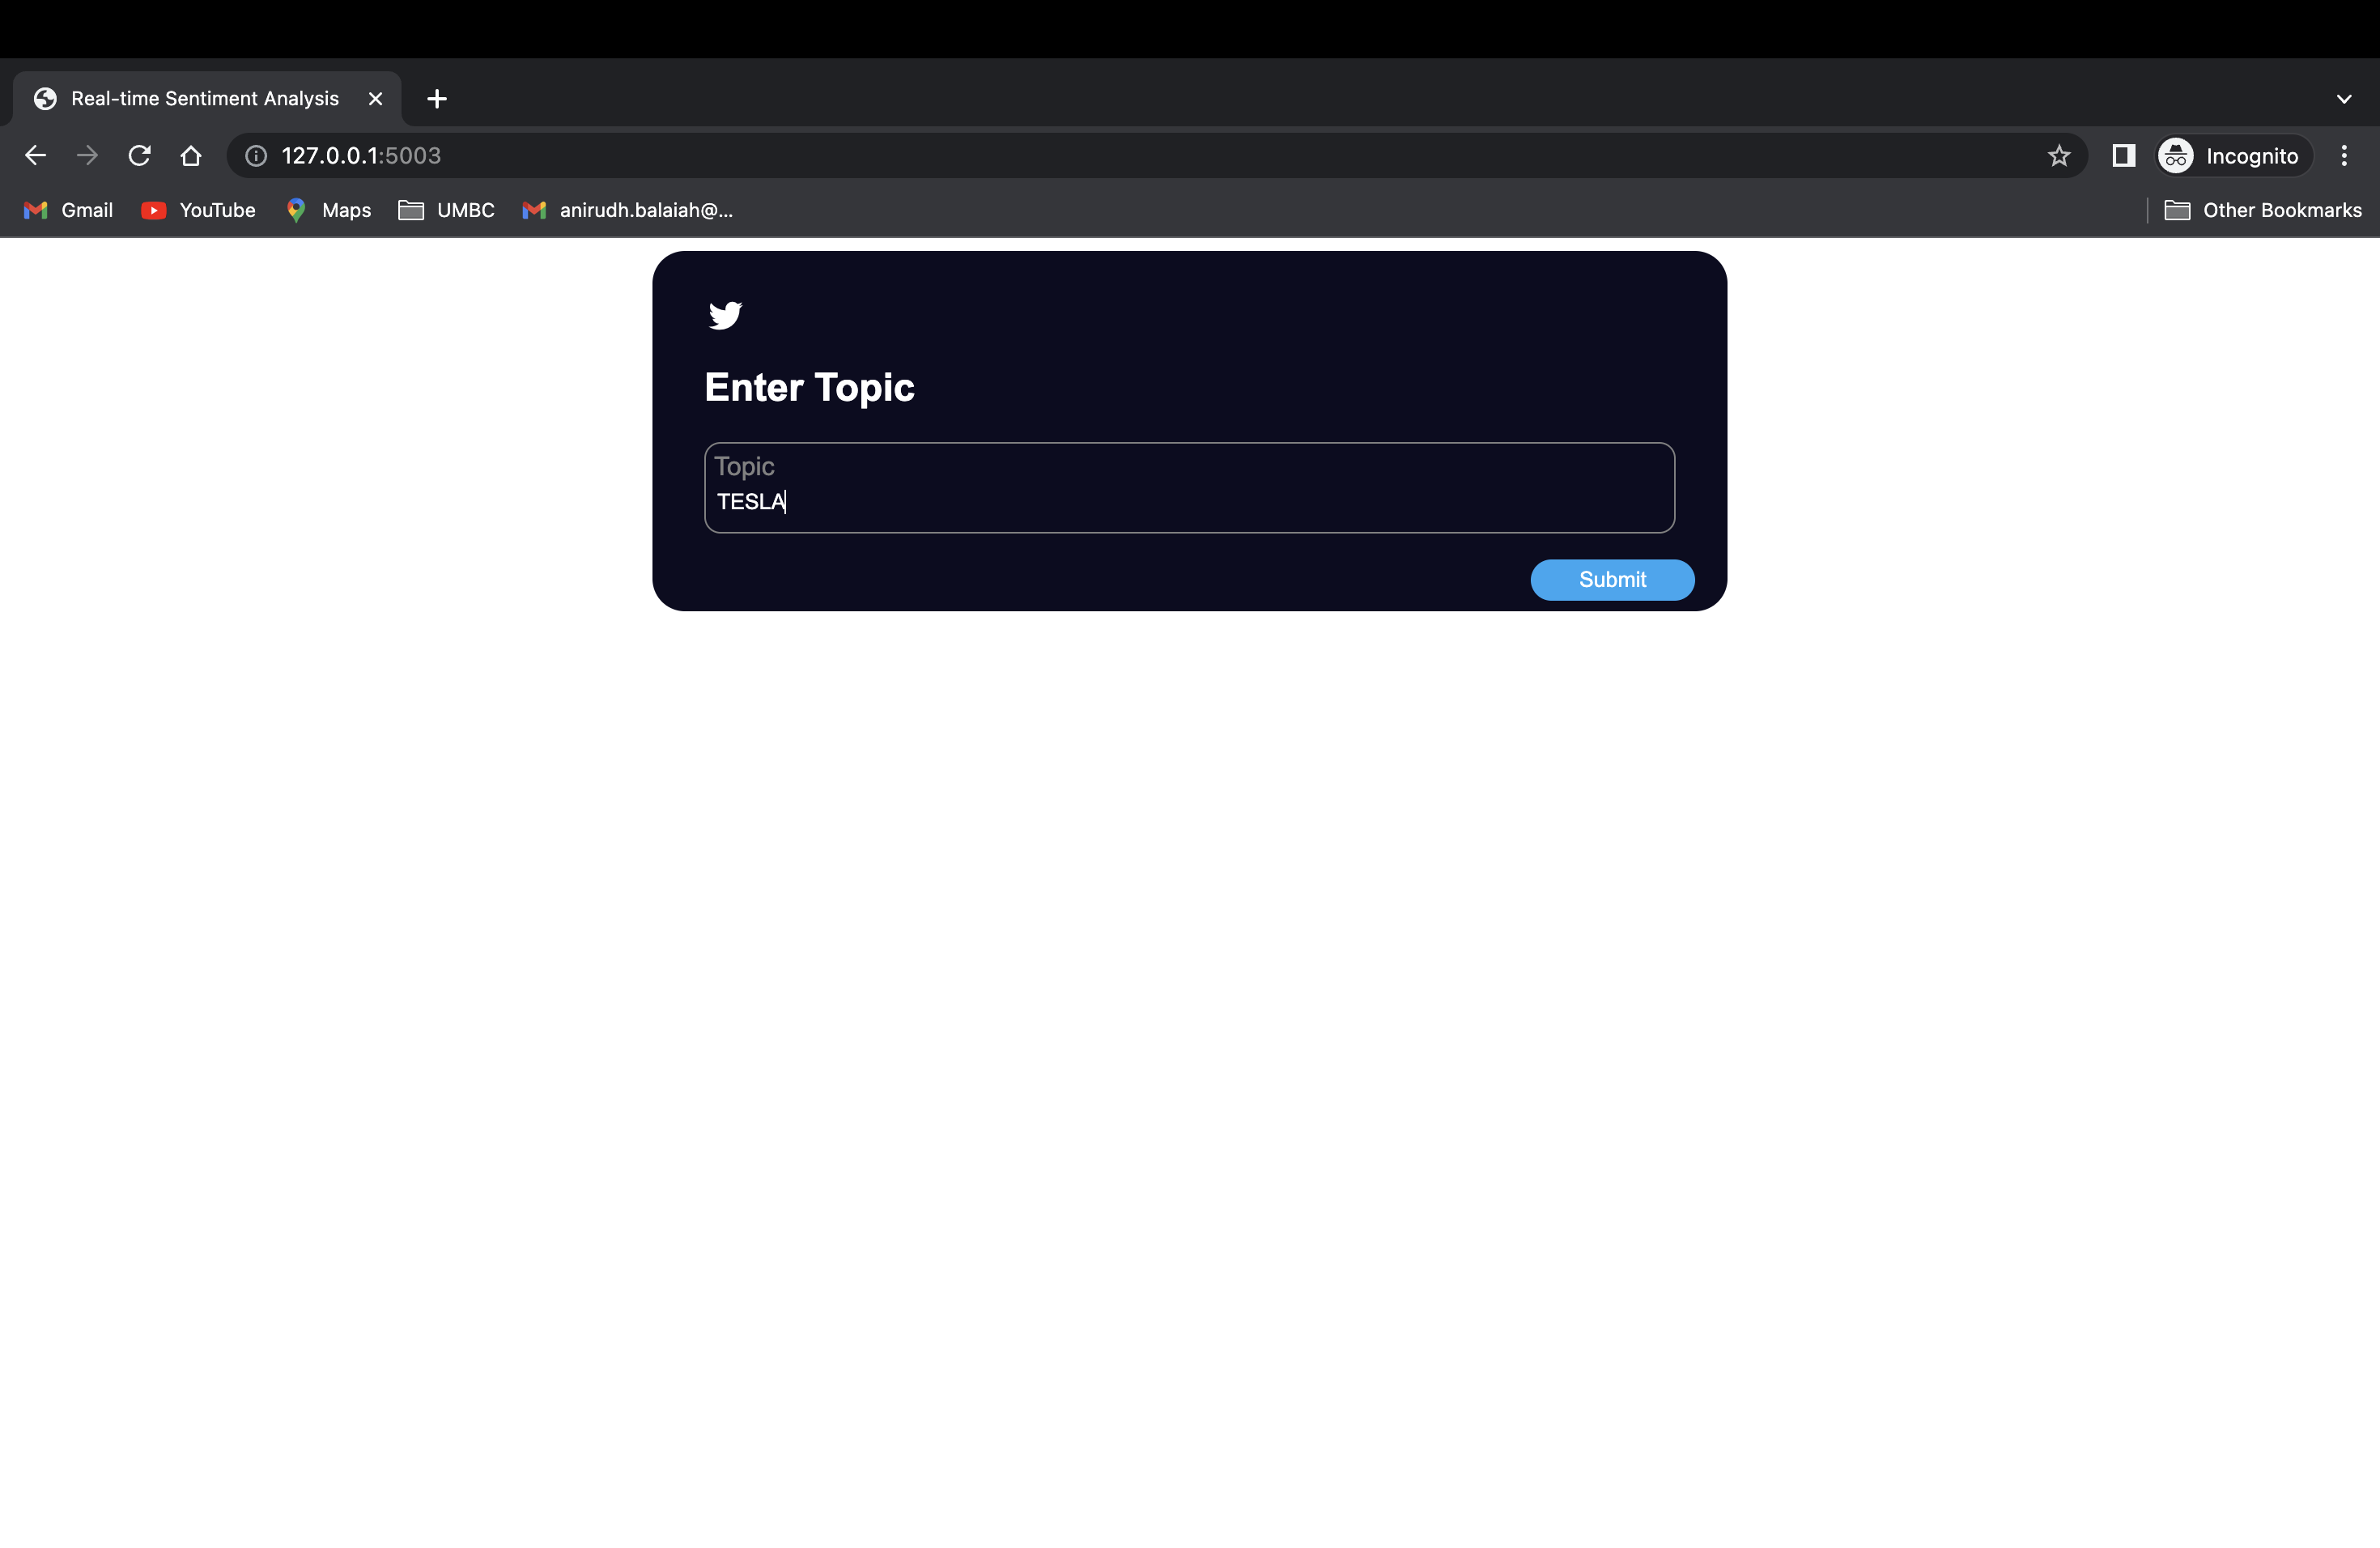 Real-time Sentiment Analysis
127.0.0.1:5003
Incognito
Gmail YouTube Maps UMBC anirudh.balaiah@... Other Bookmarks
Enter Topic
Topic
TESLA
Submit